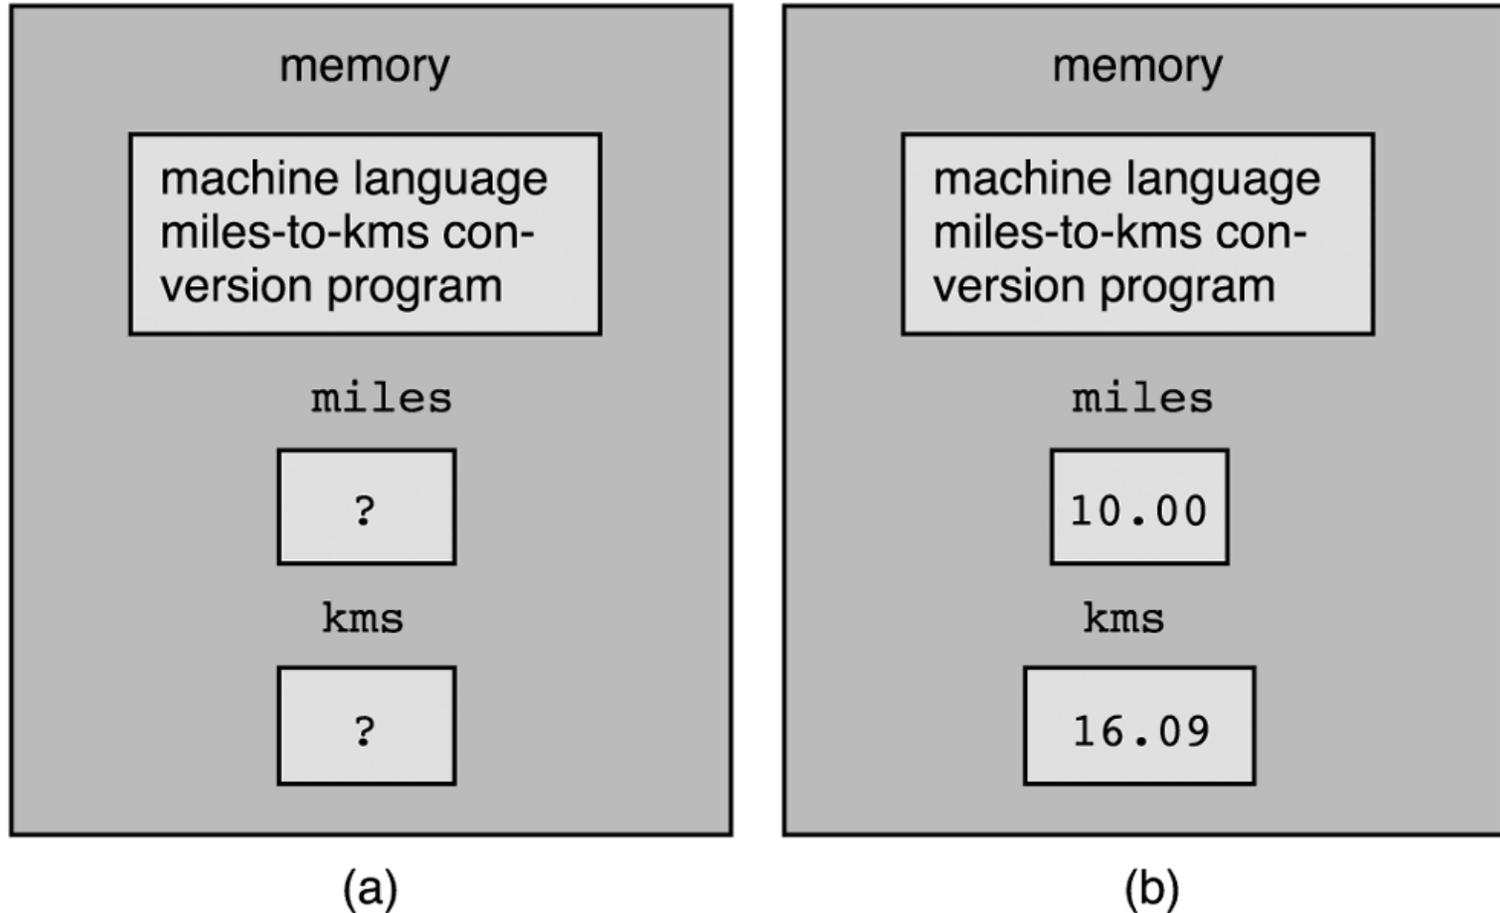 memory
machine language
miles-to-kms con-
version program
miles
?
kms
?
(a)
memory
machine language
miles-to-kms con-
version program
miles
10.00
kms
16.09
(b)